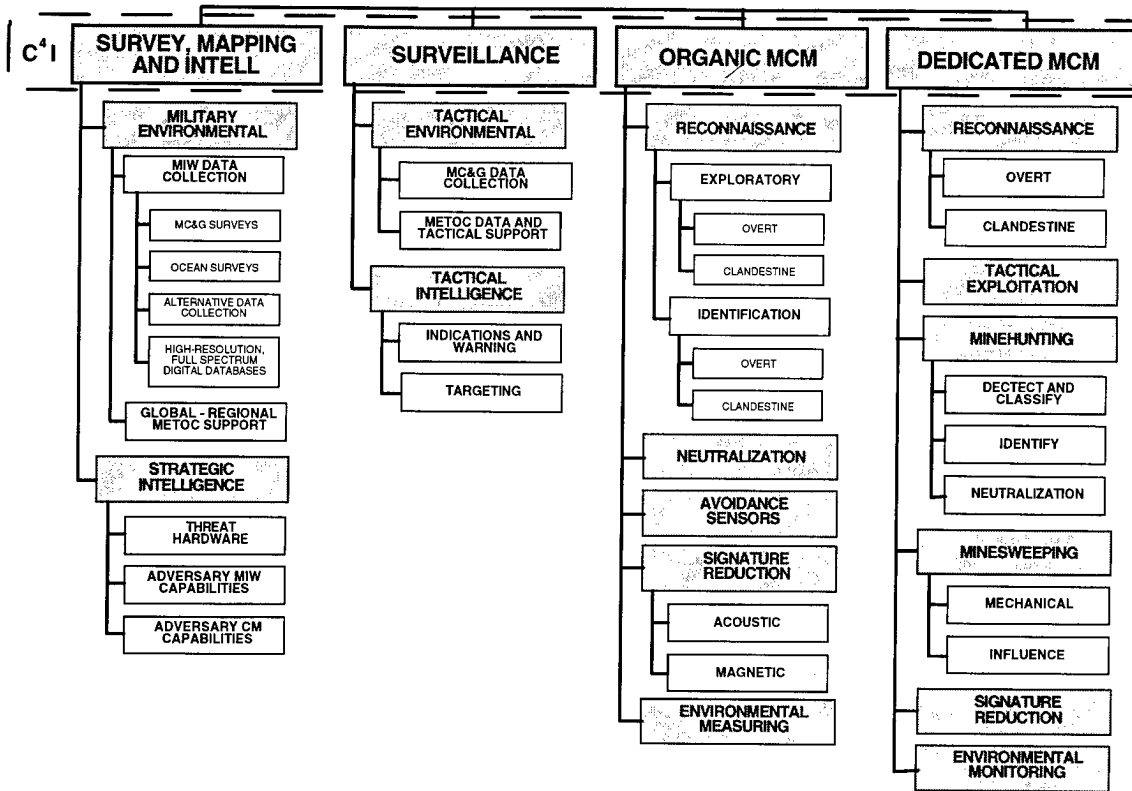 C⁴I
SURVEY, MAPPING
AND INTELL
MILITARY
ENVIRONMENTAL
MIW DATA
COLLECTION
MC&G SURVEYS
OCEAN SURVEYS
ALTERNATIVE DATA
COLLECTION
HIGH-RESOLUTION,
FULL SPECTRUM
DIGITAL DATABASES
GLOBAL - REGIONAL
METOC SUPPORT
STRATEGIC
INTELLIGENCE
THREAT
HARDWARE
ADVERSARY MIW
CAPABILITIES
ADVERSARY CM
CAPABILITIES
SURVEILLANCE
TACTICAL
ENVIRONMENTAL
MC&G DATA
COLLECTION
METOC DATA AND
TACTICAL SUPPORT
TACTICAL
INTELLIGENCE
INDICATIONS AND
WARNING
TARGETING
ORGANIC MCM
RECONNAISSANCE
EXPLORATORY
OVERT
CLANDESTINE
IDENTIFICATION
OVERT
CLANDESTINE
NEUTRALIZATION
AVOIDANCE
SENSORS
SIGNATURE
REDUCTION
ACOUSTIC
MAGNETIC
ENVIRONMENTAL
MEASURING
DEDICATED MCM
RECONNAISSANCE
OVERT
CLANDESTINE
TACTICAL
EXPLOITATION
MINEHUNTING
DECTECT AND
CLASSIFY
IDENTIFY
NEUTRALIZATION
MINESWEEPING
MECHANICAL
INFLUENCE
SIGNATURE
REDUCTION
ENVIRONMENTAL
MONITORING